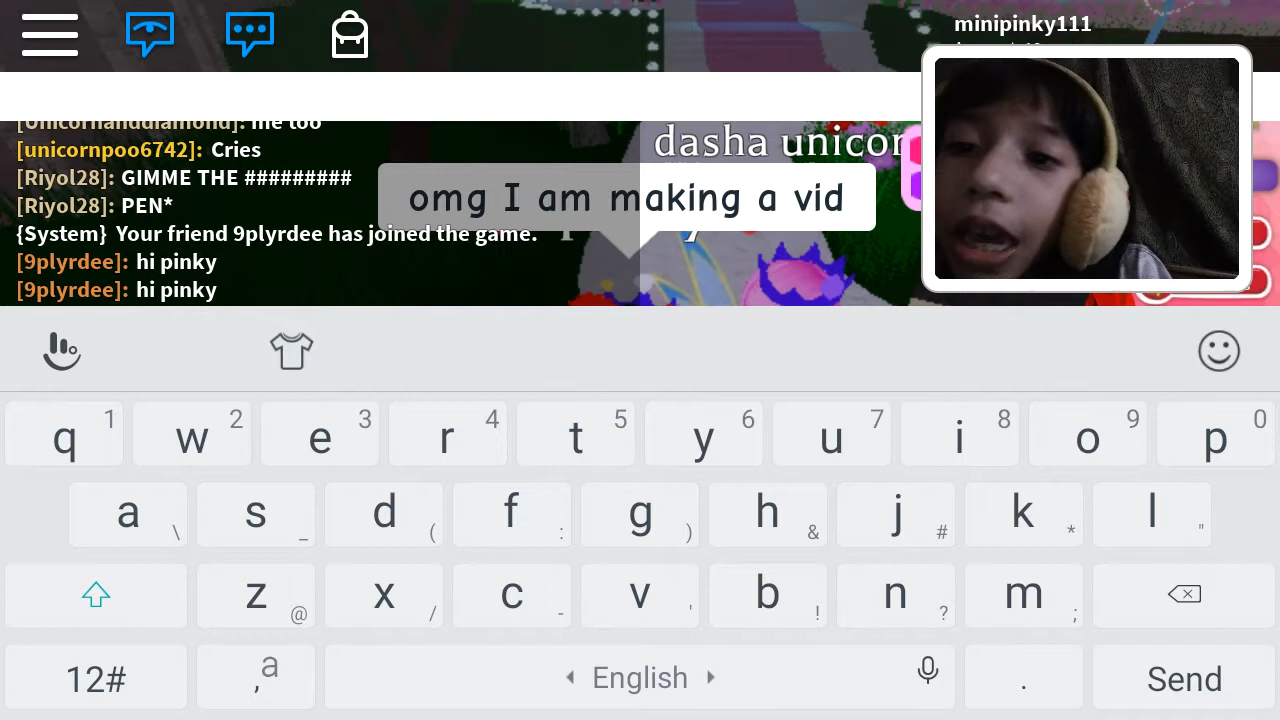 minipinky111
[Unicornanddiamond]: me too
[unicornpoo6742]: Cries
[Riyol28]: GIMME THE #########
[Riyol28]: PEN*
{System} Your friend 9plyrdee has joined the game.
[9plyrdee]: hi pinky
[9plyrdee]: hi pinky
dasha unicor
omg I am making a vid
q 1 w 2 e 3 r 4 t 5 y 6 u 7 i 8 o 9 p 0
a \ s _ d ( f : g ) h & j # k * l "
z @ x / c - v ' b ! n ? m ;
12# , a English . Send